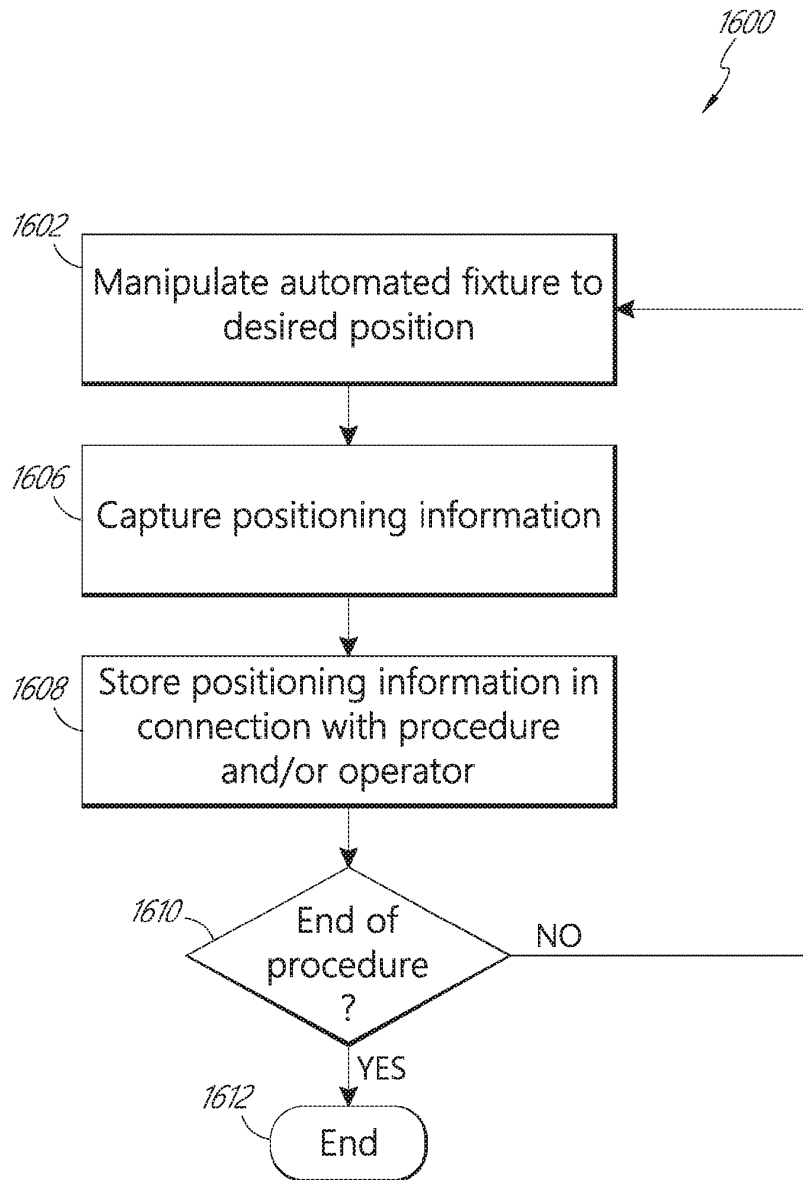 1600
1602
Manipulate automated fixture to
desired position
1606
Capture positioning information
1608
Store positioning information in
connection with procedure
and/or operator
1610
End of
procedure
?
NO
YES
1612
End